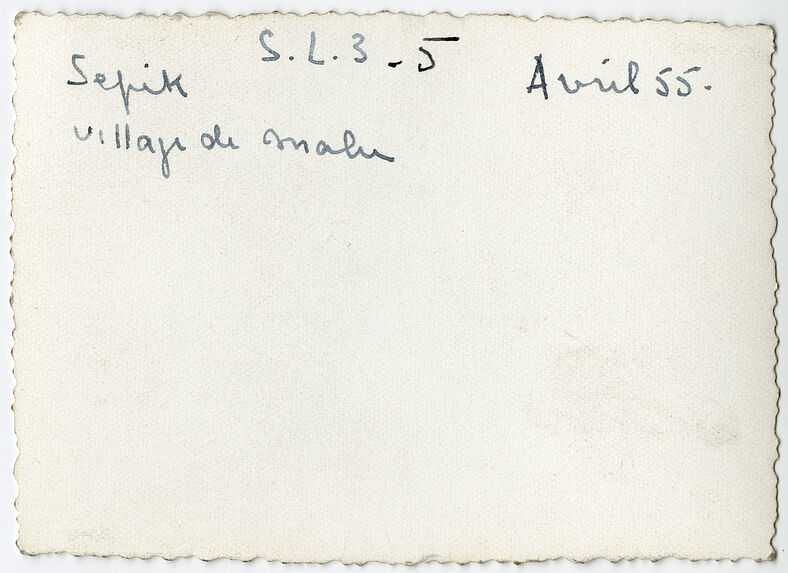 S.L.3-5
Sepik Avril 55.
village de Malu